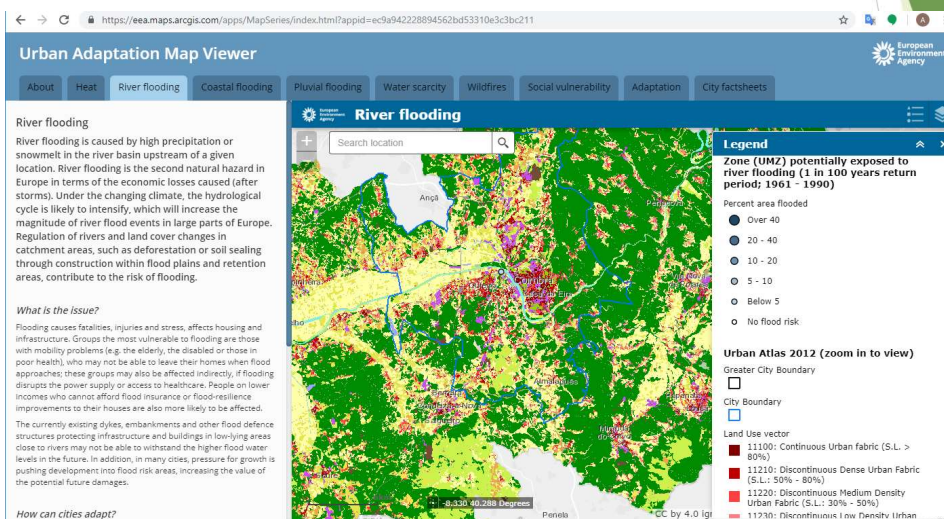 https://eea.maps.arcgis.com/apps/MapSeries/index.html?appid=ec9a942228894562bd53310e3c3bc211
A
Urban Adaptation Map Viewer
European
Environment
Agency
About
Heat
River flooding
Coastal flooding
Pluvial flooding
Water scarcity
Wildfires
Social vulnerability
Adaptation
City factsheets
River flooding
River flooding is caused by high precipitation or
snowmelt in the river basin upstream of a given
location. River flooding is the second natural hazard in
Europe in terms of the economic losses caused (after
storms). Under the changing climate, the hydrological
cycle is likely to intensify, which will increase the
magnitude of river flood events in large parts of Europe.
Regulation of rivers and land cover changes in
catchment areas, such as deforestation or soil sealing
through construction within flood plains and retention
areas, contribute to the risk of flooding.
What is the issue?
Flooding causes fatalities, injuries and stress, affects housing and
infrastructure. Groups the most vulnerable to flooding are those
with mobility problems (e.g. the elderly, the disabled or those in
poor health), who may not be able to leave their homes when flood
approaches; these groups may also be affected indirectly, if flooding
disrupts the power supply or access to healthcare. People on lower
incomes who cannot afford flood insurance or flood-resilience
improvements to their houses are also more likely to be affected.
The currently existing dykes, embankments and other flood defence
structures protecting infrastructure and buildings in low-lying areas
close to rivers may not be able to withstand the higher flood water
levels in the future. In addition, in many cities, pressure for growth is
pushing development into flood risk areas, increasing the value of
the potential future damages.
How can cities adapt?
European
Environment
Agency
River flooding
Search location
Ançã
Coimbra
Almalaguês
Penela
-8.330 40.288 Degrees
CC by 4.0
Legend
Zone (UMZ) potentially exposed to
river flooding (1 in 100 years return
period; 1961 - 1990)
Percent area flooded
Over 40
20 - 40
10 - 20
5 - 10
Below 5
No flood risk
Urban Atlas 2012 (zoom in to view)
Greater City Boundary
City Boundary
Land Use vector
11100: Continuous Urban fabric (S.L. >
80%)
11210: Discontinuous Dense Urban Fabric
(S.L.: 50% - 80%)
11220: Discontinuous Medium Density
Urban Fabric (S.L.: 30% - 50%)
11230: Discontinuous Low Density Urban